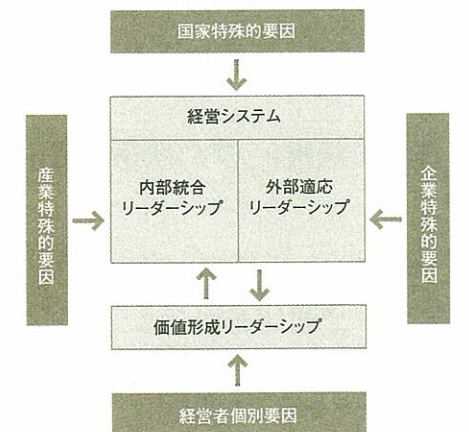 国家特殊的要因
経営システム
産業特殊的要因
内部統合
リーダーシップ
外部適応
リーダーシップ
企業特殊的要因
価値形成リーダーシップ
経営者個別要因